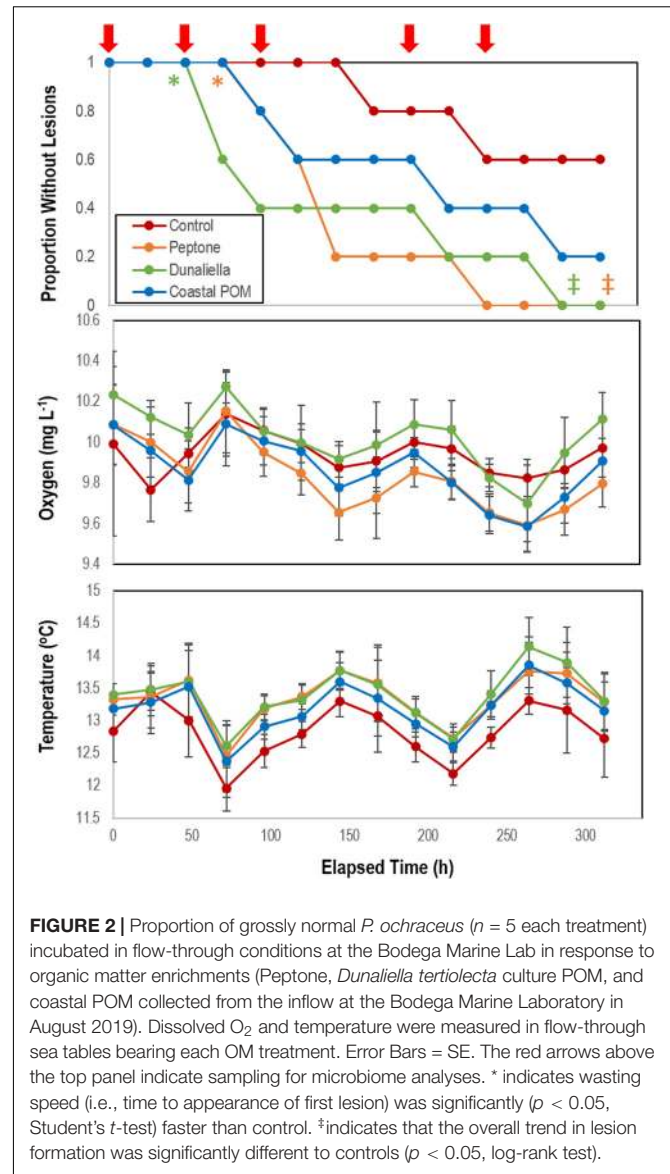 Proportion Without Lesions
1
0.8
0.6
0.4
0.2
0
*
*
Control
Peptone
Dunaliella
Coastal POM
‡
‡
Oxygen (mg L-1)
10.6
10.4
10.2
10
9.8
9.6
9.4
Temperature (ºC)
15
14.5
14
13.5
13
12.5
12
11.5
0
50
100
150
200
250
300
Elapsed Time (h)
FIGURE 2 | Proportion of grossly normal P. ochraceus (n = 5 each treatment)
incubated in flow-through conditions at the Bodega Marine Lab in response to
organic matter enrichments (Peptone, Dunaliella tertiolecta culture POM, and
coastal POM collected from the inflow at the Bodega Marine Laboratory in
August 2019). Dissolved O2 and temperature were measured in flow-through
sea tables bearing each OM treatment. Error Bars = SE. The red arrows above
the top panel indicate sampling for microbiome analyses. * indicates wasting
speed (i.e., time to appearance of first lesion) was significantly (p < 0.05,
Student's t-test) faster than control. ‡indicates that the overall trend in lesion
formation was significantly different to controls (p < 0.05, log-rank test).